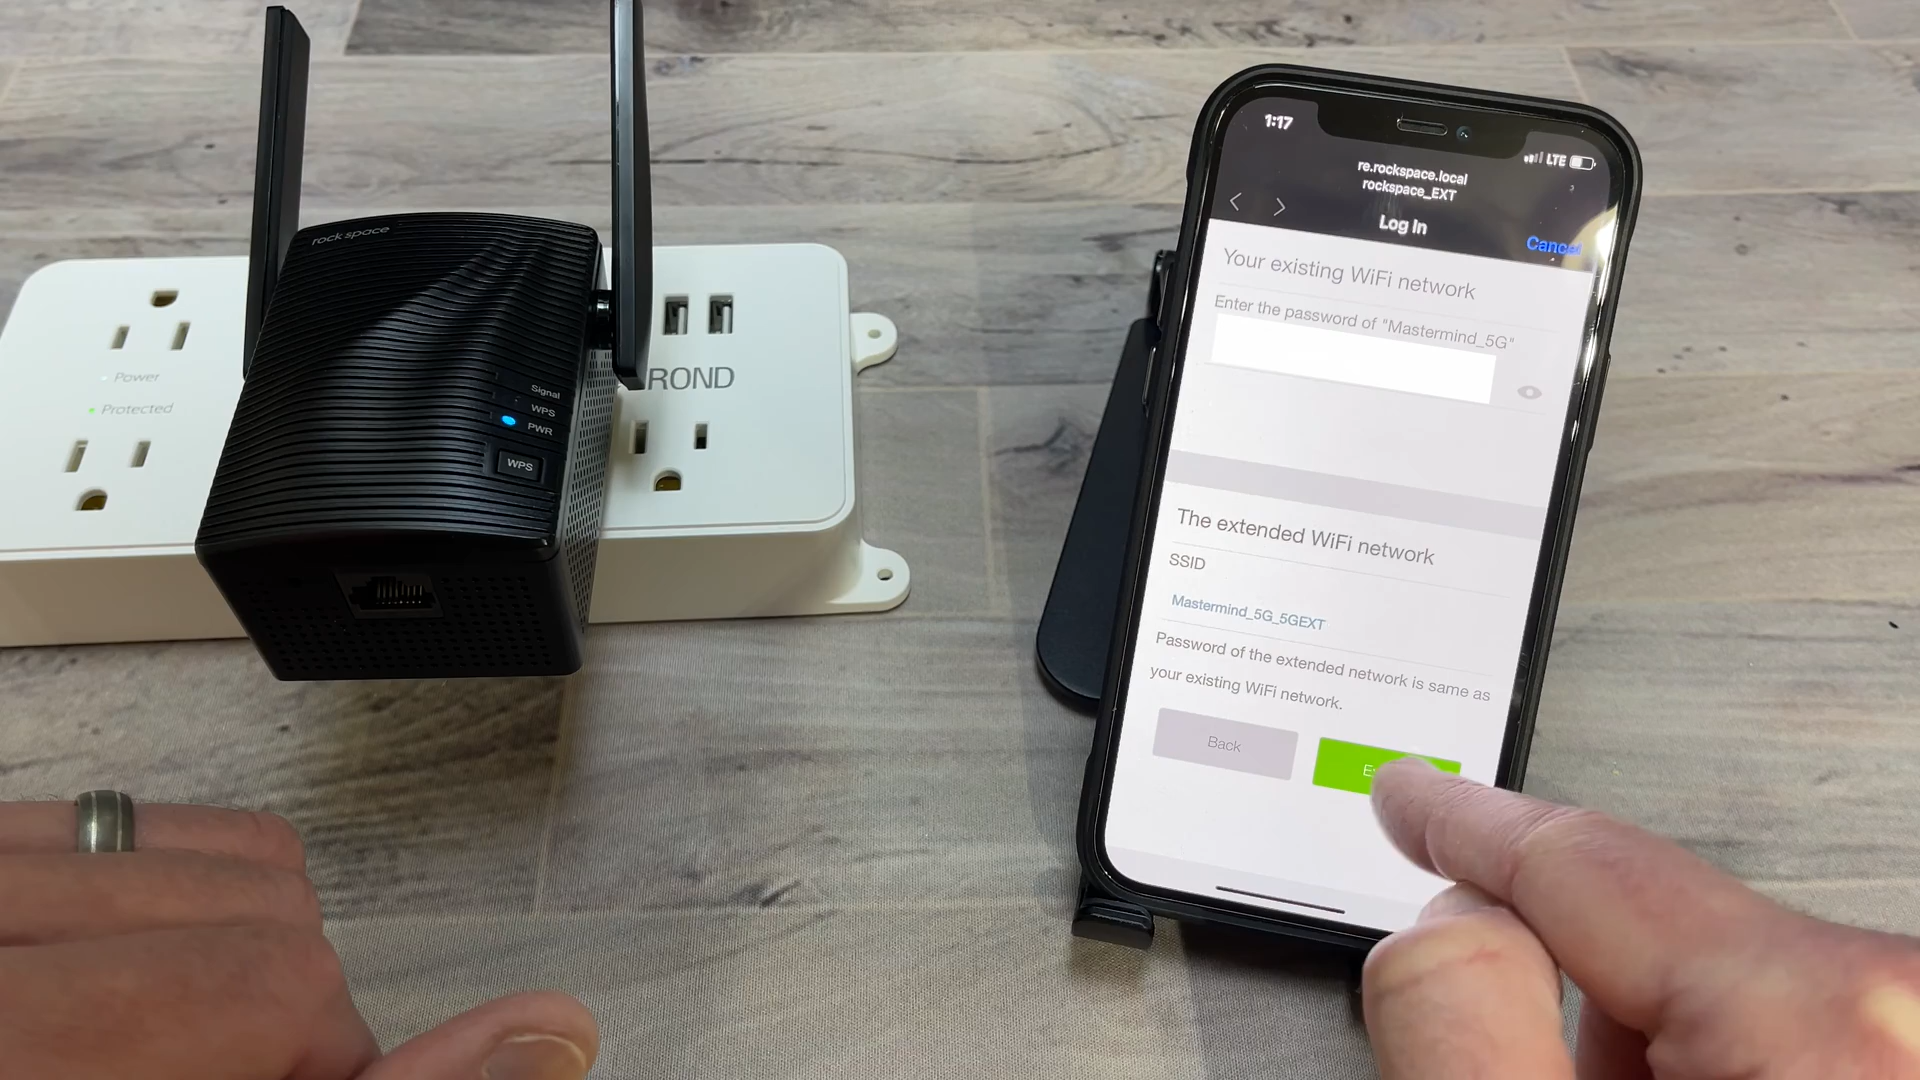 rock space
Power
Protected
Signal
WPS
PWR
WPS
ROND
1:17
LTE
re.rockspace.local
rockspace_EXT
Log In
Cancel
Your existing WiFi network
Enter the password of "Mastermind_5G"
The extended WiFi network
SSID
Mastermind_5G_5GEXT
Password of the extended network is same as
your existing WiFi network.
Back